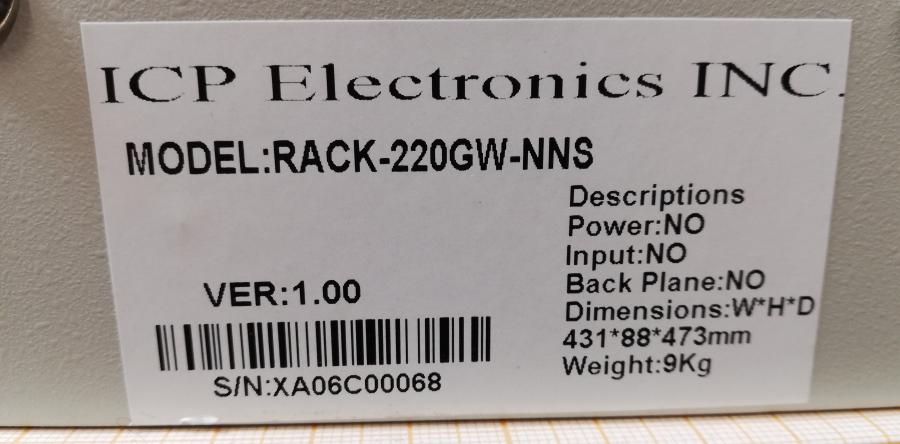 ICP Electronics INC.
MODEL:RACK-220GW-NNS
Descriptions
Power:NO
Input:NO
Back Plane:NO
Dimensions:W*H*D
431*88*473mm
Weight:9Kg
VER:1.00
S/N:XA06C00068